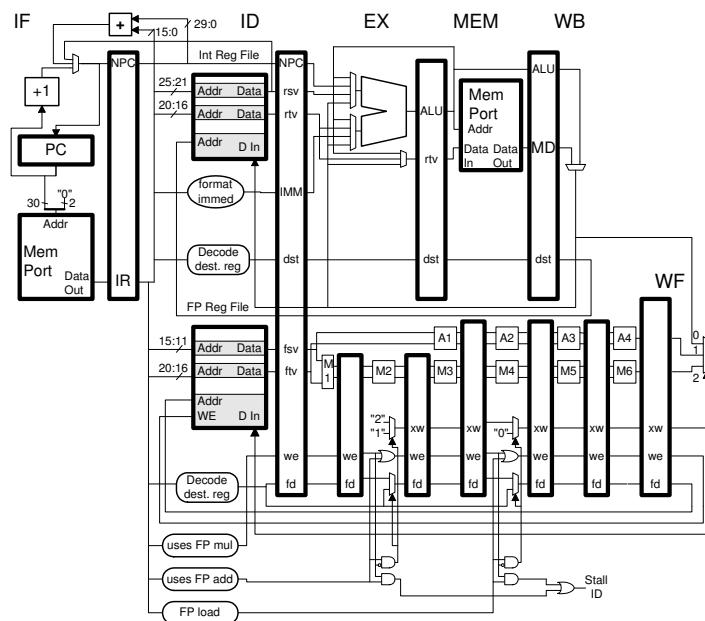 IF
ID
EX
MEM
WB
+
29:0
15:0
Int Reg File
NPC
NPC
+1
25:21
Addr
Data
rsv
20:16
Addr
Data
rtv
Addr
D In
ALU
Mem
Port
Addr
Data
In
Data
Out
ALU
MD
rtv
PC
format
immed
IMM
30
"0"
2
Addr
Mem
Port
Data
Out
IR
Decode
dest. reg
dst
dst
dst
FP Reg File
WF
15:11
Addr
Data
fsv
20:16
Addr
Data
ftv
Addr
WE
D In
A1
A2
A3
A4
M
1
M2
M3
M4
M5
M6
0
1
2
"2"
"1"
xw
xw
"0"
xw
xw
xw
we
we
we
we
we
we
we
Decode
dest. reg
fd
fd
fd
fd
fd
fd
fd
uses FP mul
uses FP add
FP load
Stall
ID